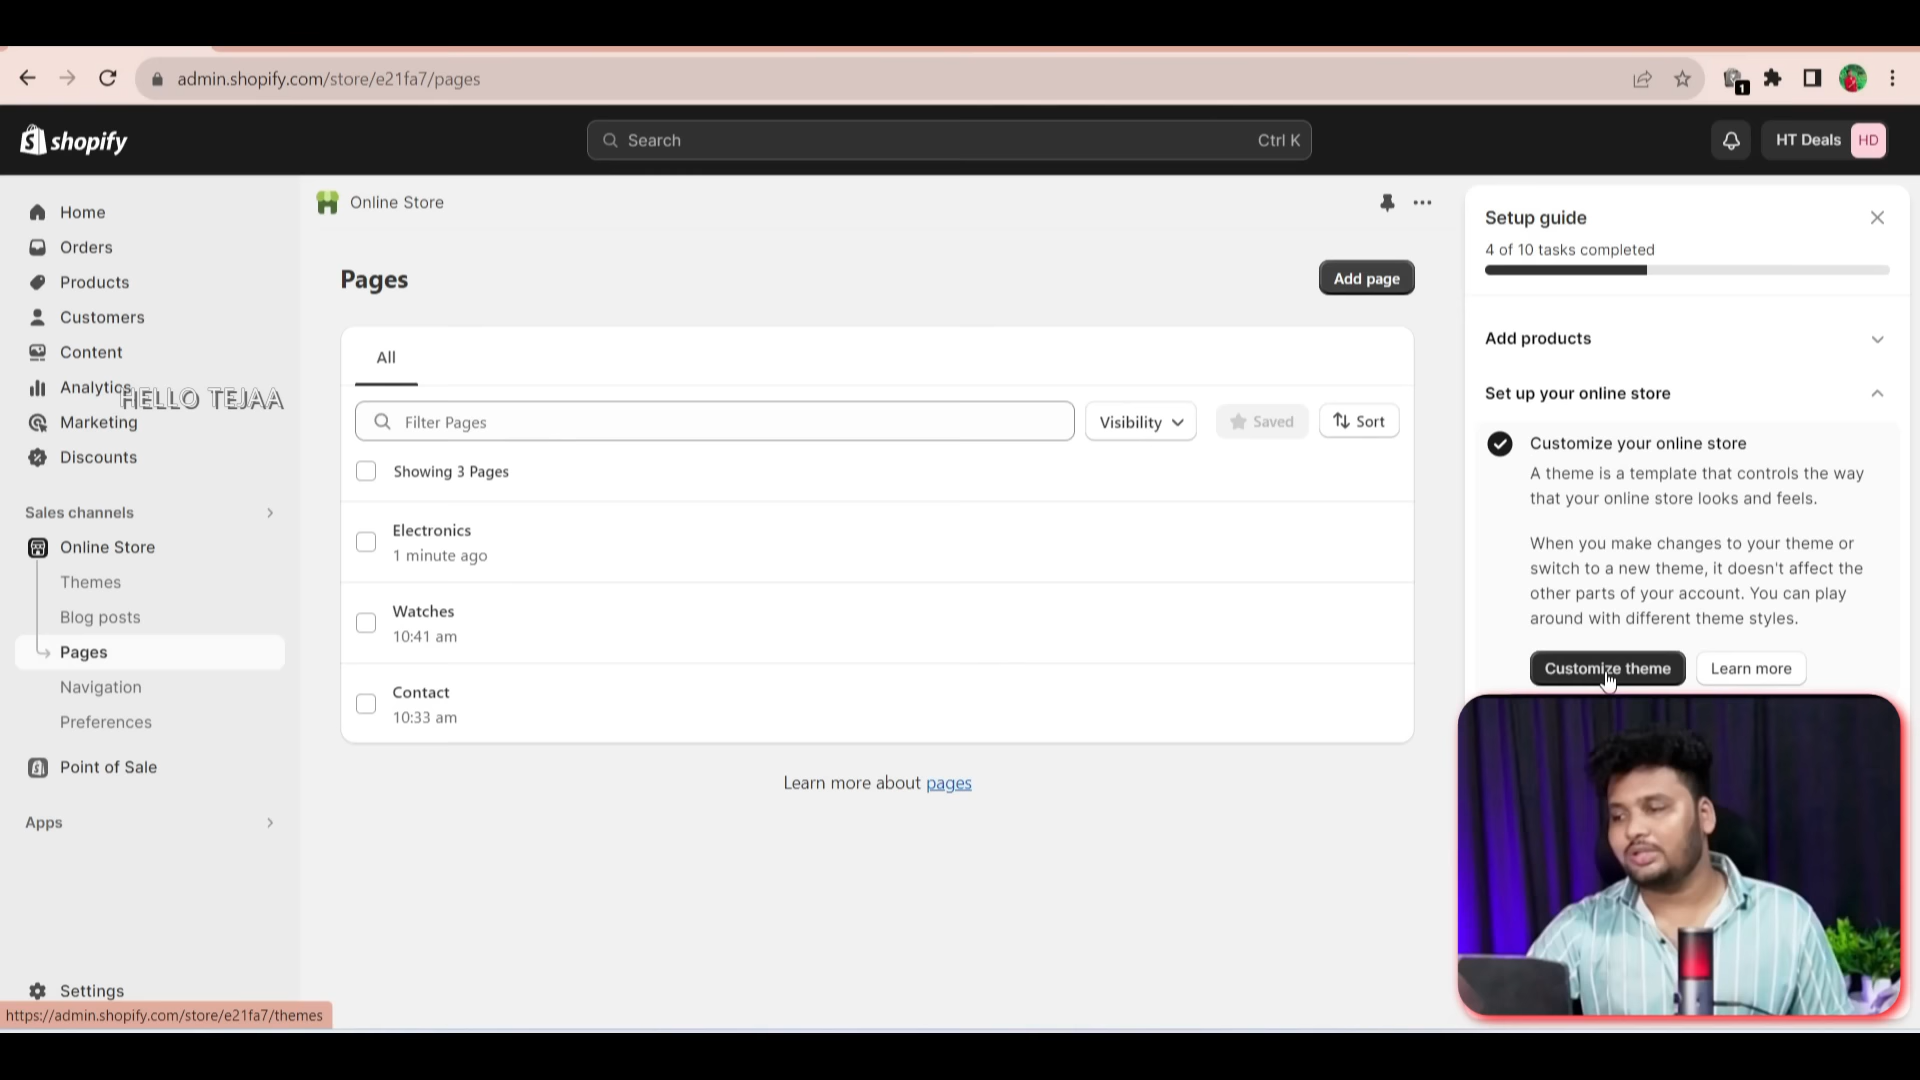 admin.shopify.com/store/e21fa7/pages
1
shopify
Search
Ctrl K
HT Deals
HD
Home
Orders
Products
Customers
Content
Analytics
HELLO TEJAA
Marketing
Discounts
Sales channels
Online Store
Themes
Blog posts
Pages
Navigation
Preferences
Point of Sale
Apps
Settings
https://admin.shopify.com/store/e21fa7/themes
Online Store
Pages
Add page
All
Filter Pages
Visibility
Saved
Sort
Showing 3 Pages
Electronics
1 minute ago
Watches
10:41 am
Contact
10:33 am
Learn more about pages
Setup guide
4 of 10 tasks completed
Add products
Set up your online store
Customize your online store
A theme is a template that controls the way
that your online store looks and feels.
When you make changes to your theme or
switch to a new theme, it doesn't affect the
other parts of your account. You can play
around with different theme styles.
Customize theme
Learn more